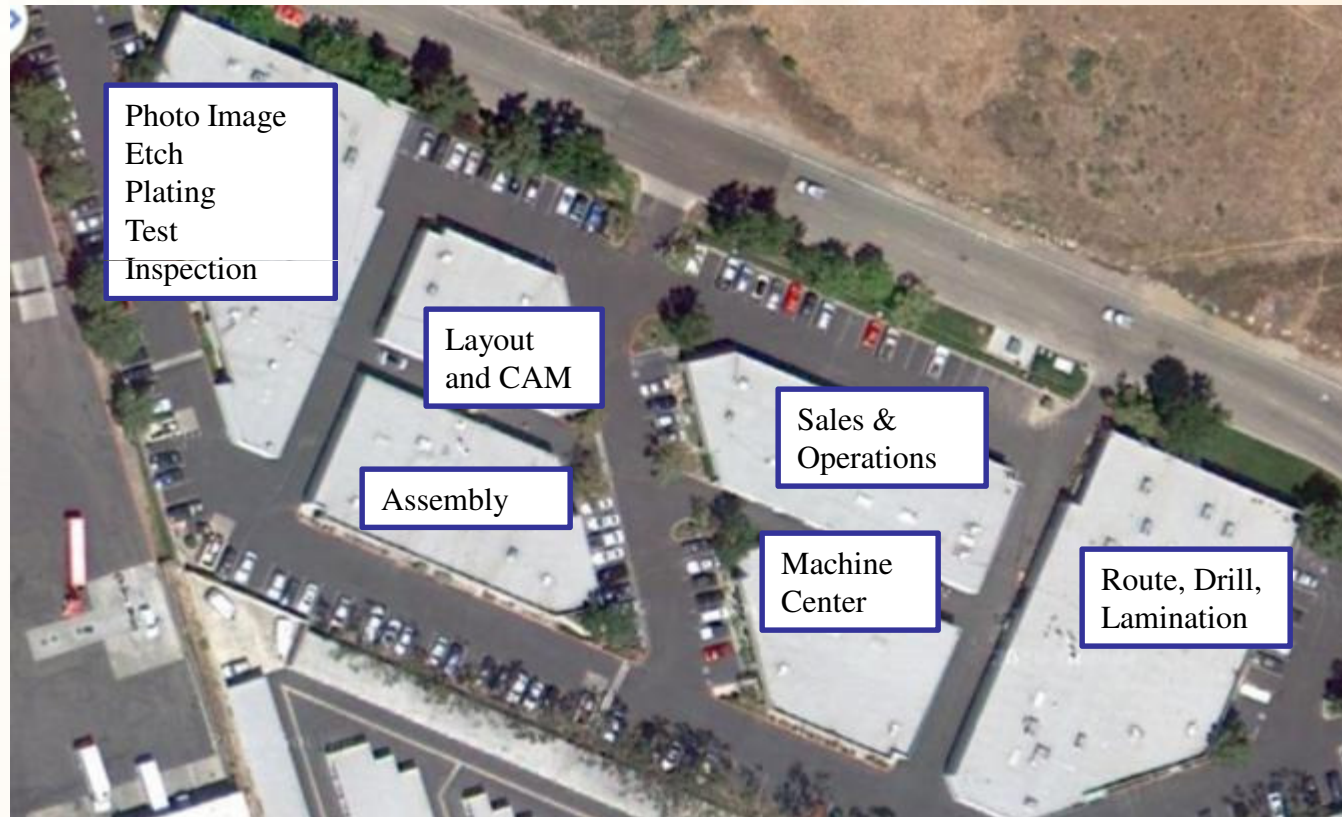 Photo Image
Etch
Plating
Test
Inspection
Layout
and CAM
Assembly
Sales &
Operations
Machine
Center
Route, Drill,
Lamination